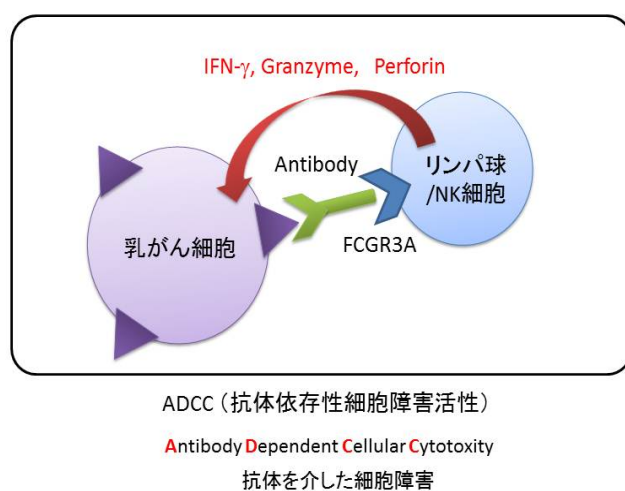 IFN-γ, Granzyme, Perforin
Antibody
リンパ球
/NK細胞
乳がん細胞
FCGR3A
ADCC（抗体依存性細胞障害活性）
Antibody Dependent Cellular Cytotoxity
抗体を介した細胞障害